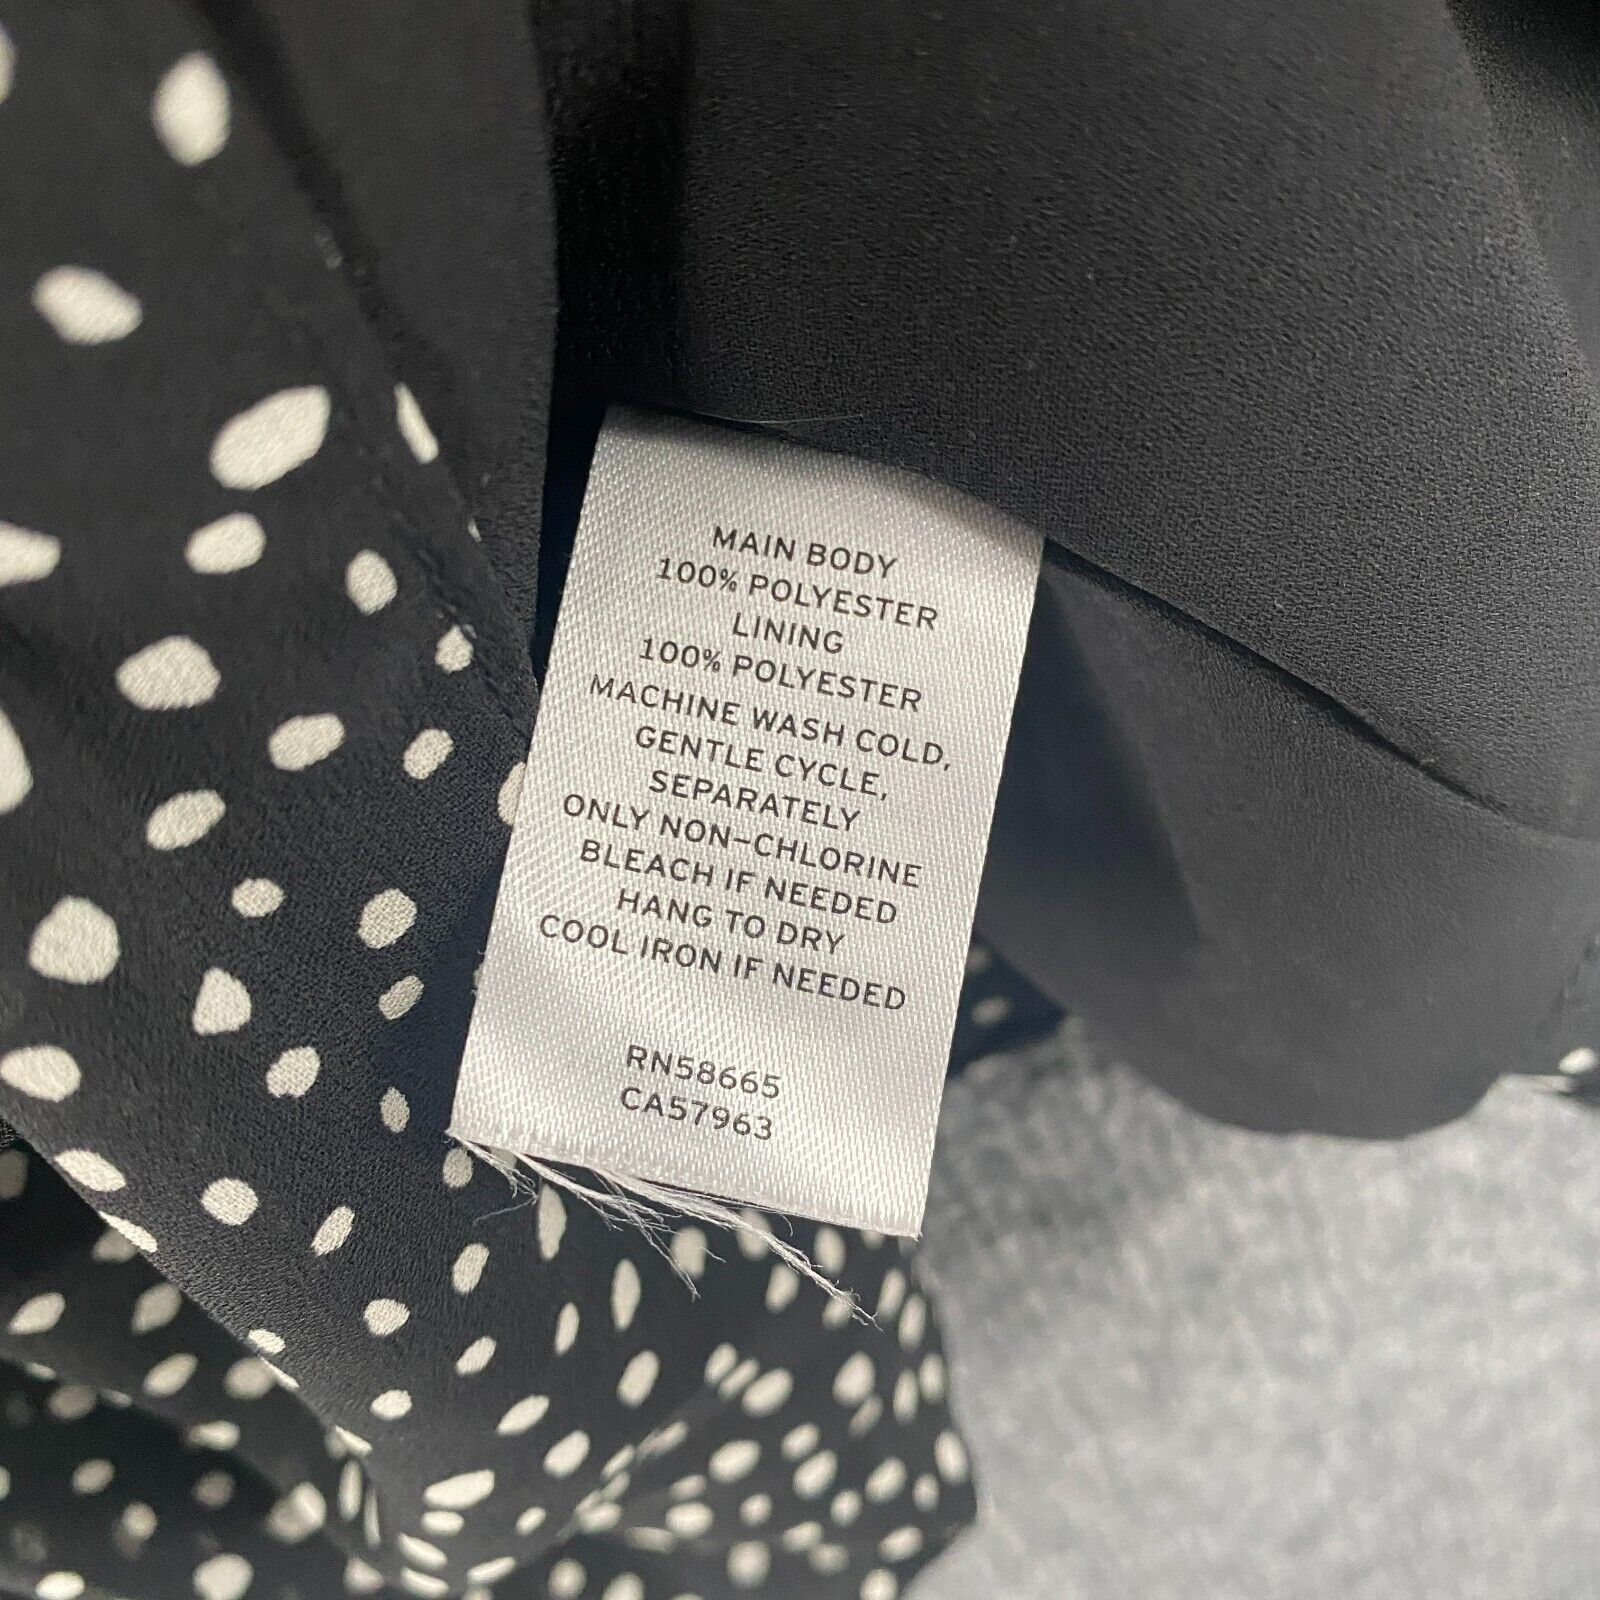 MAIN BODY
100% POLYESTER
LINING
100% POLYESTER
MACHINE WASH COLD,
GENTLE CYCLE,
SEPARATELY
ONLY NON-CHLORINE
BLEACH IF NEEDED
HANG TO DRY
COOL IRON IF NEEDED
RN58665
CA57963